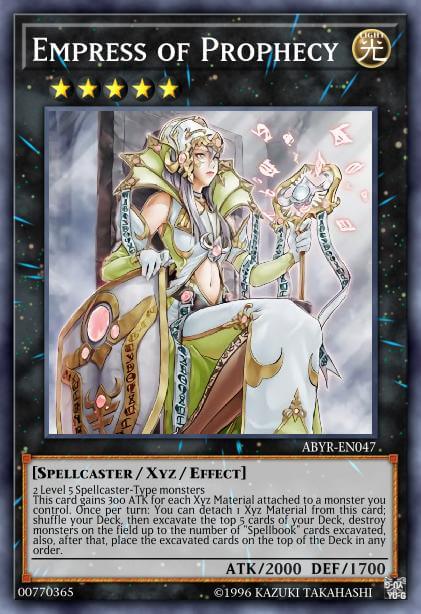 EMPRESS OF PROPHECY
LIGHT
光
ABYR-EN047
[SPELLCASTER / XYZ / EFFECT]
2 Level 5 Spellcaster-Type monsters
This card gains 300 ATK for each Xyz Material attached to a monster you
control. Once per turn: You can detach 1 Xyz Material from this card;
shuffle your Deck, then excavate the top 5 cards of your Deck, destroy
monsters on the field up to the number of "Spellbook" cards excavated,
also, after that, place the excavated cards on the top of the Deck in any
order.
ATK/2000 DEF/1700
00770365
©1996 KAZUKI TAKAHASHI